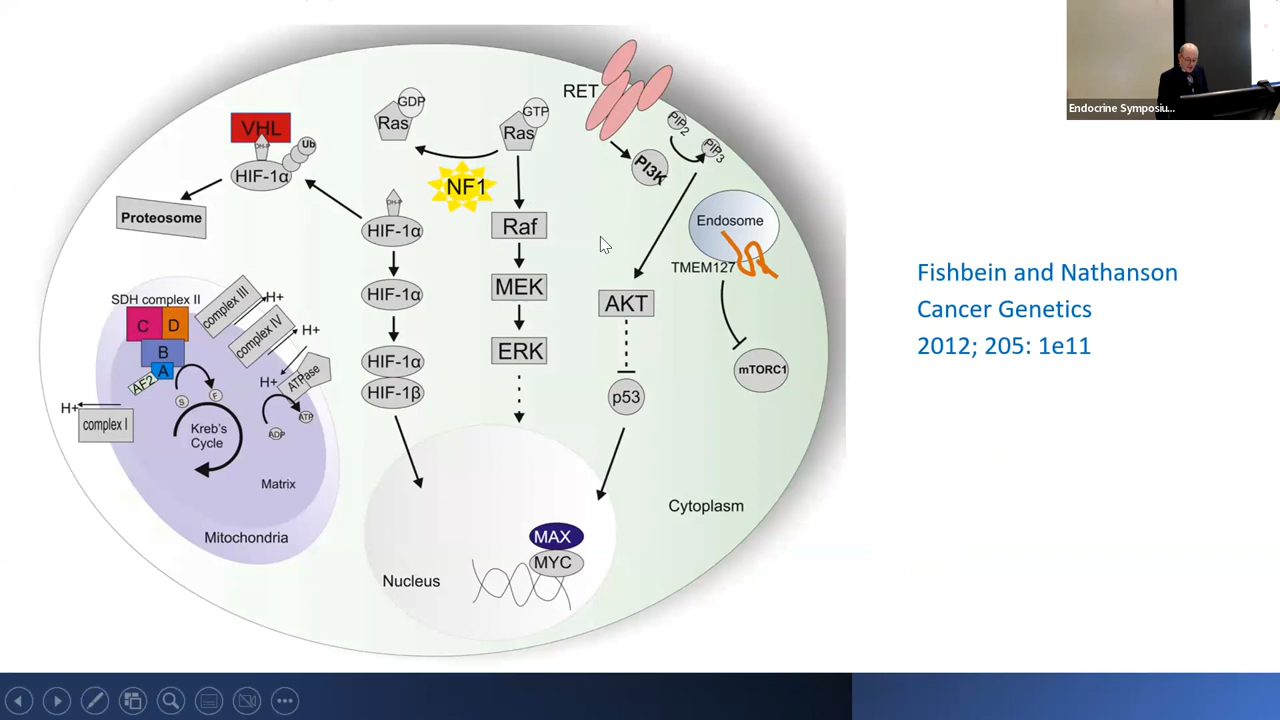 Endocrine Symposiu...
RET
GDP
Ras
GTP
Ras
PIP2
PIP3
VHL
OH-P
Ub
HIF-1α
NF1
PI3K
Proteosome
OH-P
HIF-1α
Raf
Endosome
TMEM127
SDH complex II
C
D
B
A
AF2
complex III
H+
complex IV
H+
ATPase
H+
HIF-1α
MEK
AKT
HIF-1α
HIF-1β
ERK
p53
mTORC1
S
F
H+
complex I
Kreb's
Cycle
ADP
ATP
Matrix
Mitochondria
Nucleus
MAX
MYC
Cytoplasm
Fishbein and Nathanson
Cancer Genetics
2012; 205: 1e11